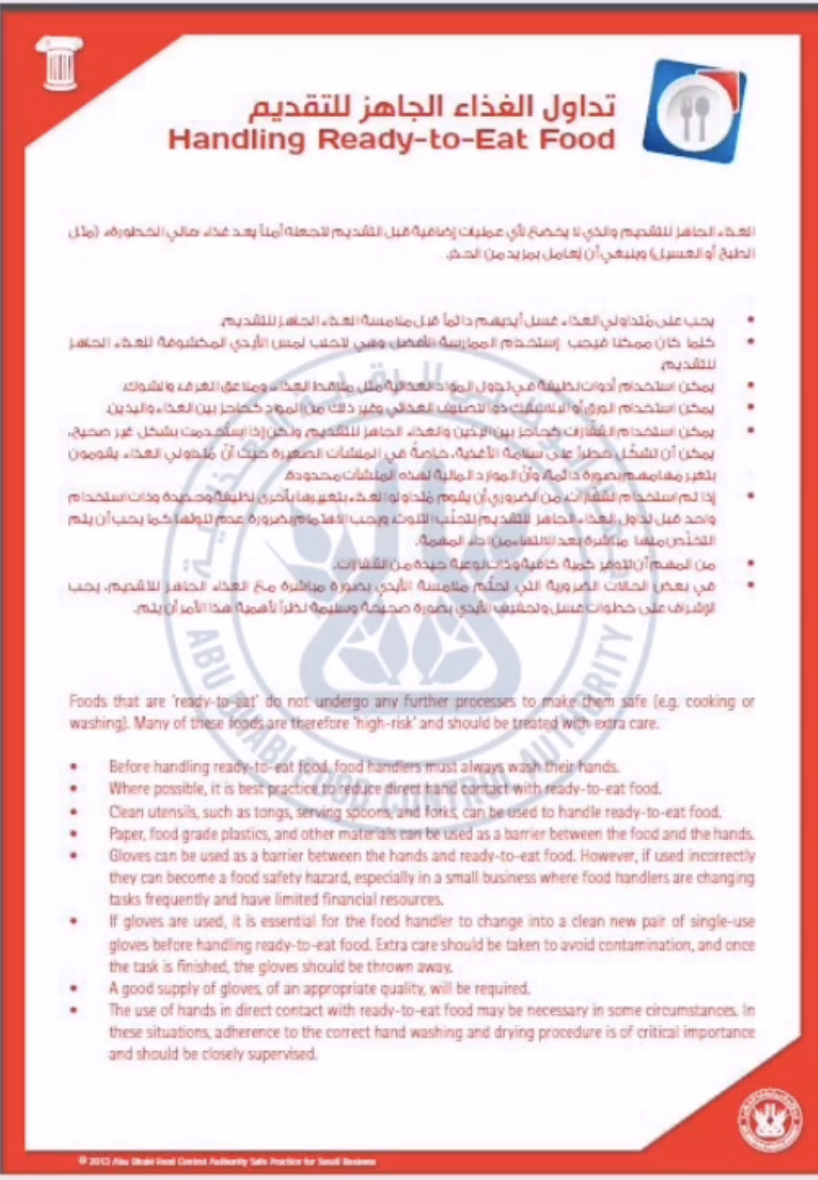 تداول الغذاء الجاهز للتقديم
Handling Ready-to-Eat Food
الغذاء الجاهز للتقديم والذي لا يخضع لأي عمليات إضافية قبل التقديم لتجعله آمناً يعد غذاء عالي الخطورة، (مثل
الطبخ أو الغسيل) وينبغي أن يُعامل بمزيد من الحذر.
• يجب على مُتداولي الغذاء غسل أيديهم دائماً قبل ملامسة الغذاء الجاهز للتقديم.
• كلما كان ممكنا فيجب إستخدام الممارسة الأفضل وهي تجنب لمس الأيدي المكشوفة للغذاء الجاهز
للتقديم.
• يمكن استخدام أدوات نظيفة في تداول المواد الغذائية مثل ملاقط الغذاء، وملاعق الغرف، والشوك.
• يمكن استخدام الورق أو البلاستيك ذو التصنيف الغذائي وغير ذلك من المواد كحاجز بين الغذاء واليدين.
• يمكن استخدام القفازات كحاجز بين اليدين والغذاء الجاهز للتقديم. ولكن إذا استخدمت بشكل غير صحيح،
يمكن أن تشكّل خطراً على سلامة الأغذية، خاصةً في المنشآت الصغيرة حيث أنّ مُتداولي الغذاء يقومون
بتغير مهامهم بصورة دائمة، وأنّ الموارد المالية لهذه المنشآت محدودة.
• إذا تم استخدام القفازات، من الضروري أن يقوم مُتداولو الغذاء بتغيرها بأخرى نظيفة وجديدة وذات استخدام
واحد قبل تداول الغذاء الجاهز للتقديم لتجنّب التلوث، ويجب الاهتمام بضرورة عدم تلوثها كما يجب أن يتم
التخلّص منها مباشرة بعد الانتهاء من أداء المهمة.
• من المهم أن تتوفر كمية كافية وذات نوعية جيدة من القفازات.
• في بعض الحالات الضرورية التي تحتّم ملامسة الأيدي بصورة مباشرة مع الغذاء الجاهز للتقديم، يجب
الإشراف على خطوات غسل وتجفيف الأيدي بصورة صحيحة وسليمة نظراً لأهمية هذا الأمر أن يتم.
ABU DHABI FOOD CONTROL AUTHORITY
Foods that are 'ready-to-eat' do not undergo any further processes to make them safe (e.g. cooking or
washing). Many of these foods are therefore 'high-risk' and should be treated with extra care.
• Before handling ready-to-eat food, food handlers must always wash their hands.
• Where possible, it is best practice to reduce direct hand contact with ready-to-eat food.
• Clean utensils, such as tongs, serving spoons, and forks, can be used to handle ready-to-eat food.
• Paper, food grade plastics, and other materials can be used as a barrier between the food and the hands.
• Gloves can be used as a barrier between the hands and ready-to-eat food. However, if used incorrectly
they can become a food safety hazard, especially in a small business where food handlers are changing
tasks frequently and have limited financial resources.
• If gloves are used, it is essential for the food handler to change into a clean new pair of single-use
gloves before handling ready-to-eat food. Extra care should be taken to avoid contamination, and once
the task is finished, the gloves should be thrown away.
• A good supply of gloves, of an appropriate quality, will be required.
• The use of hands in direct contact with ready-to-eat food may be necessary in some circumstances. In
these situations, adherence to the correct hand washing and drying procedure is of critical importance
and should be closely supervised.
© 2013 Abu Dhabi Food Control Authority Safe Practice for Small Business